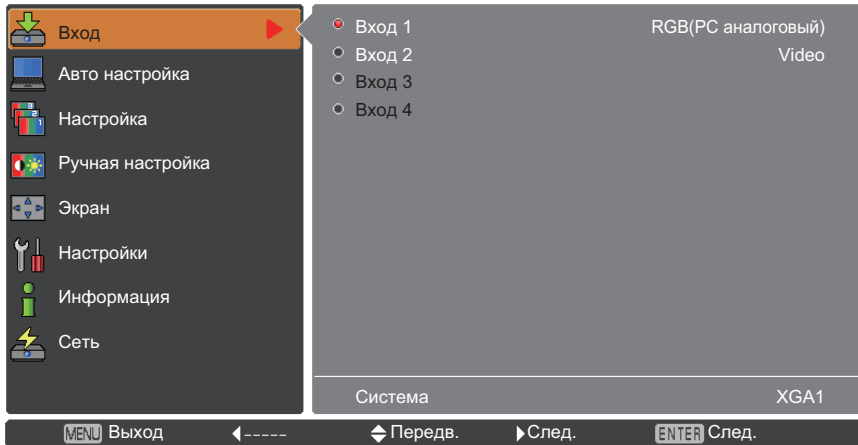 Вход
Авто настройка
Настройка
Ручная настройка
Экран
Настройки
Информация
Сеть
Вход 1 RGB(PC аналоговый)
Вход 2 Video
Вход 3
Вход 4
Система XGA1
MENU Выход ----- Передв. След. ENTER След.